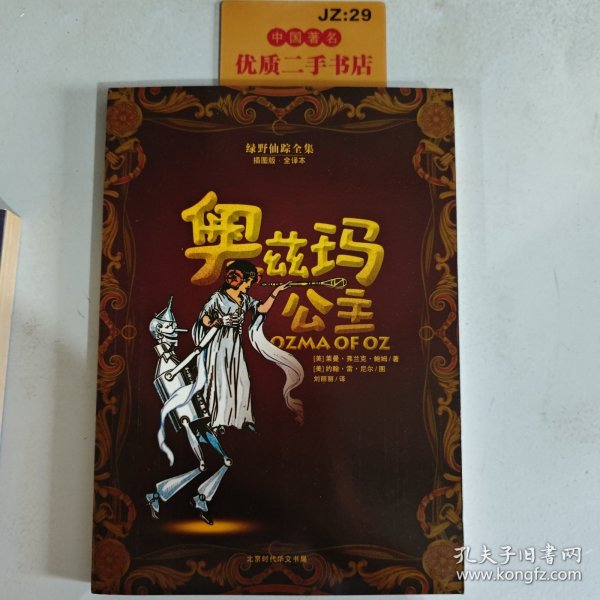 JZ:29
中国著名
优质二手书店
绿野仙踪全集
插图版·全译本
奥兹玛
公主
OZMA OF OZ
[美]莱曼·弗兰克·鲍姆/著
[美]约翰·雷·尼尔/图
刘丽丽/译
北京时代华文书局
孔夫子旧书网
www.kongfz.com